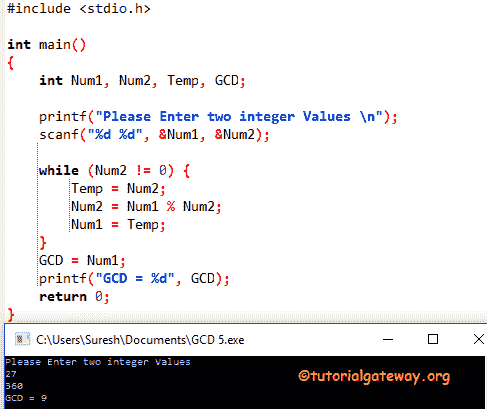 #include <stdio.h>
int main()
{
int Num1, Num2, Temp, GCD;
printf("Please Enter two integer Values \n");
scanf("%d %d", &Num1, &Num2);
while (Num2 != 0) {
Temp = Num2;
Num2 = Num1 % Num2;
Num1 = Temp;
}
GCD = Num1;
printf("GCD = %d", GCD);
return 0;
}
C:\Users\Suresh\Documents\GCD 5.exe
Please Enter two integer Values
27
360
GCD = 9
©tutorialgateway.org